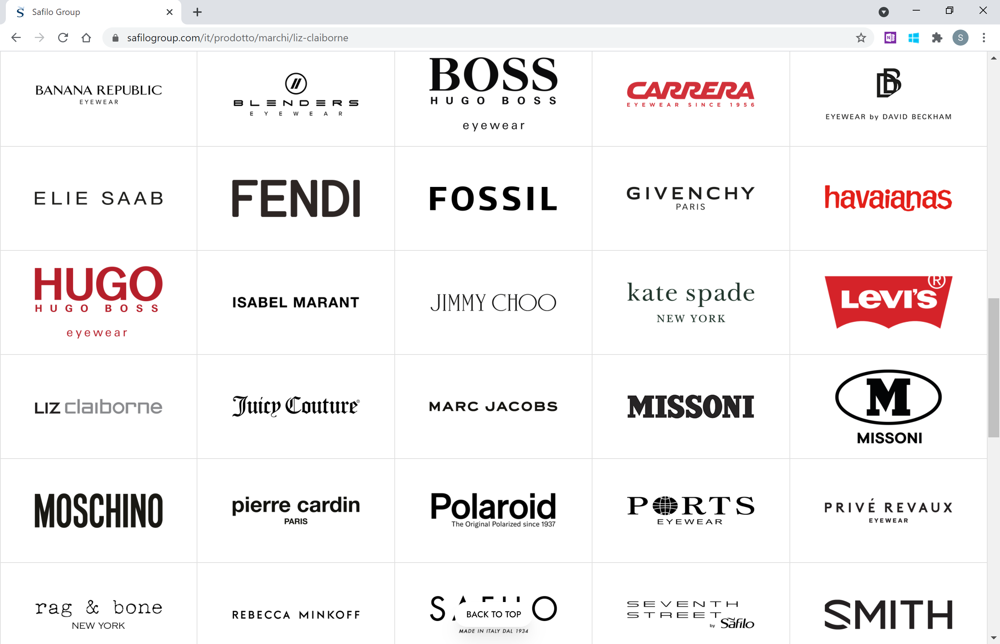 Safilo Group
safilogroup.com/it/prodotto/marchi/liz-claiborne
S
BANANA REPUBLIC
EYEWEAR
BLENDERS
EYEWEAR
BOSS
HUGO BOSS
eyewear
CARRERA
EYEWEAR SINCE 1956
DB
EYEWEAR by DAVID BECKHAM
ELIE SAAB
FENDI
FOSSIL
GIVENCHY
PARIS
havaianas
HUGO
HUGO BOSS
eyewear
ISABEL MARANT
JIMMY CHOO
kate spade
NEW YORK
LEVI'S®
LIZ claiborne
Juicy Couture®
MARC JACOBS
MISSONI
M
MISSONI
MOSCHINO
pierre cardin
PARIS
Polaroid
The Original Polarized since 1937
PORTS
EYEWEAR
PRIVÉ REVAUX
EYEWEAR
rag & bone
NEW YORK
REBECCA MINKOFF
BACK TO TOP
MADE IN ITALY DAL 1934
SEVENTH
STREET
by Safilo
SMITH